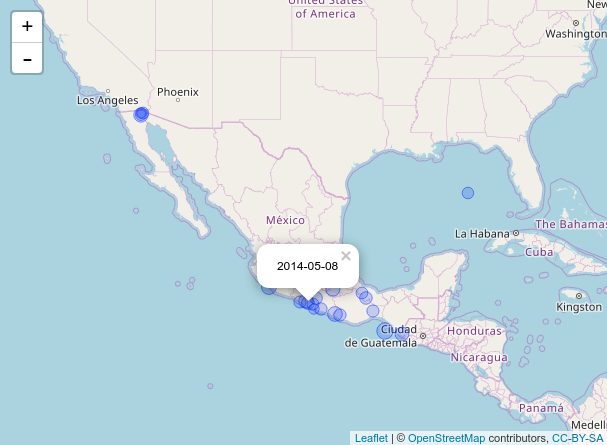 United States
of America
New
Washington
+
-
Los Angeles
Phoenix
México
La Habana
The Bahamas
Cuba
×
2014-05-08
Kingston
Ciudad
de Guatemala
Honduras
Nicaragua
Panamá
Medell
Leaflet | © OpenStreetMap contributors, CC-BY-SA